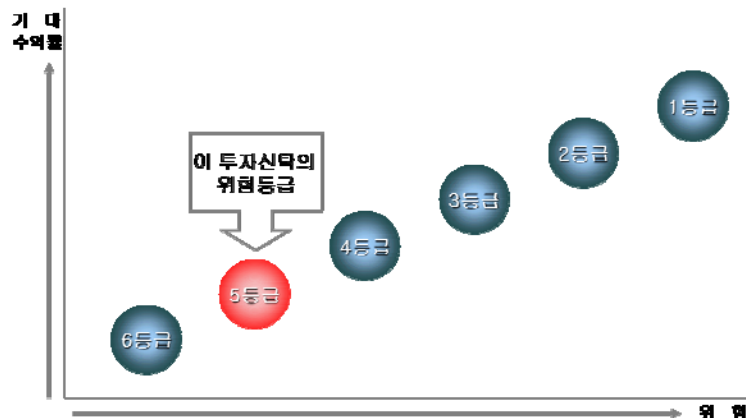 기 대
수익률
1등급
2등급
이 투자신탁의
위험등급
3등급
4등급
5등급
6등급
위 험